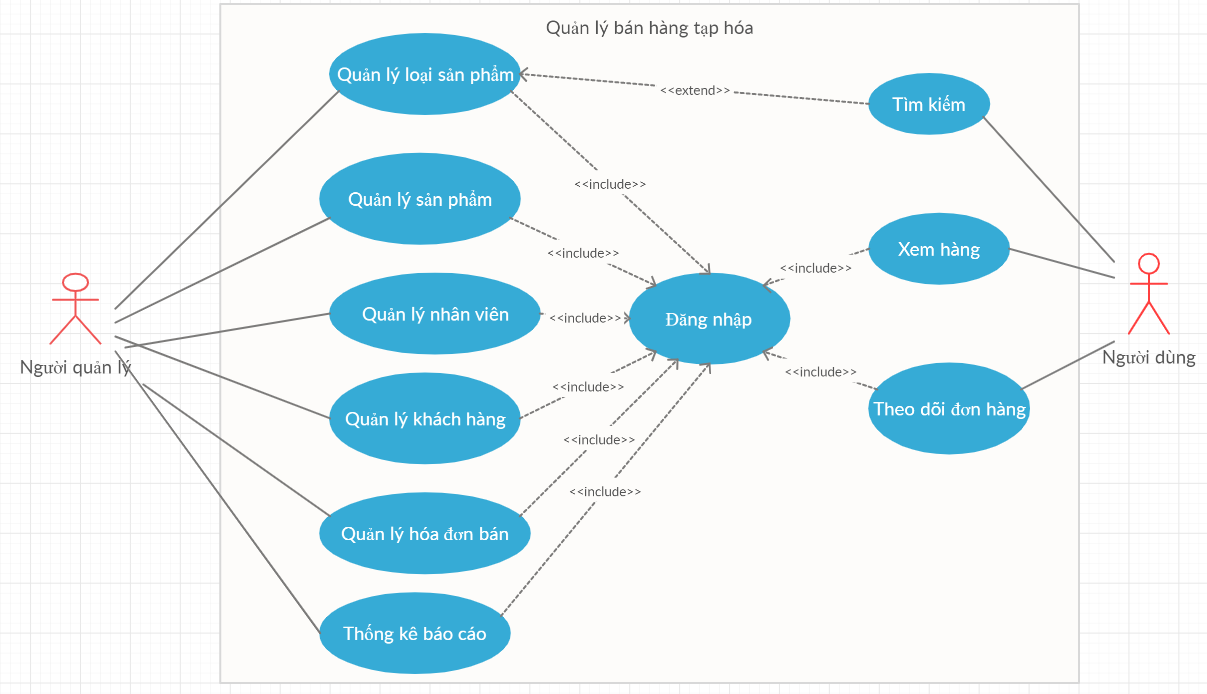 Quản lý bán hàng tạp hóa
Quản lý loại sản phẩm
<<extend>>
Tìm kiếm
<<include>>
Quản lý sản phẩm
<<include>>
Xem hàng
<<include>>
Quản lý nhân viên
<<include>>
Đăng nhập
Người quản lý
Người dùng
<<include>>
<<include>>
Theo dõi đơn hàng
Quản lý khách hàng
<<include>>
<<include>>
Quản lý hóa đơn bán
Thống kê báo cáo